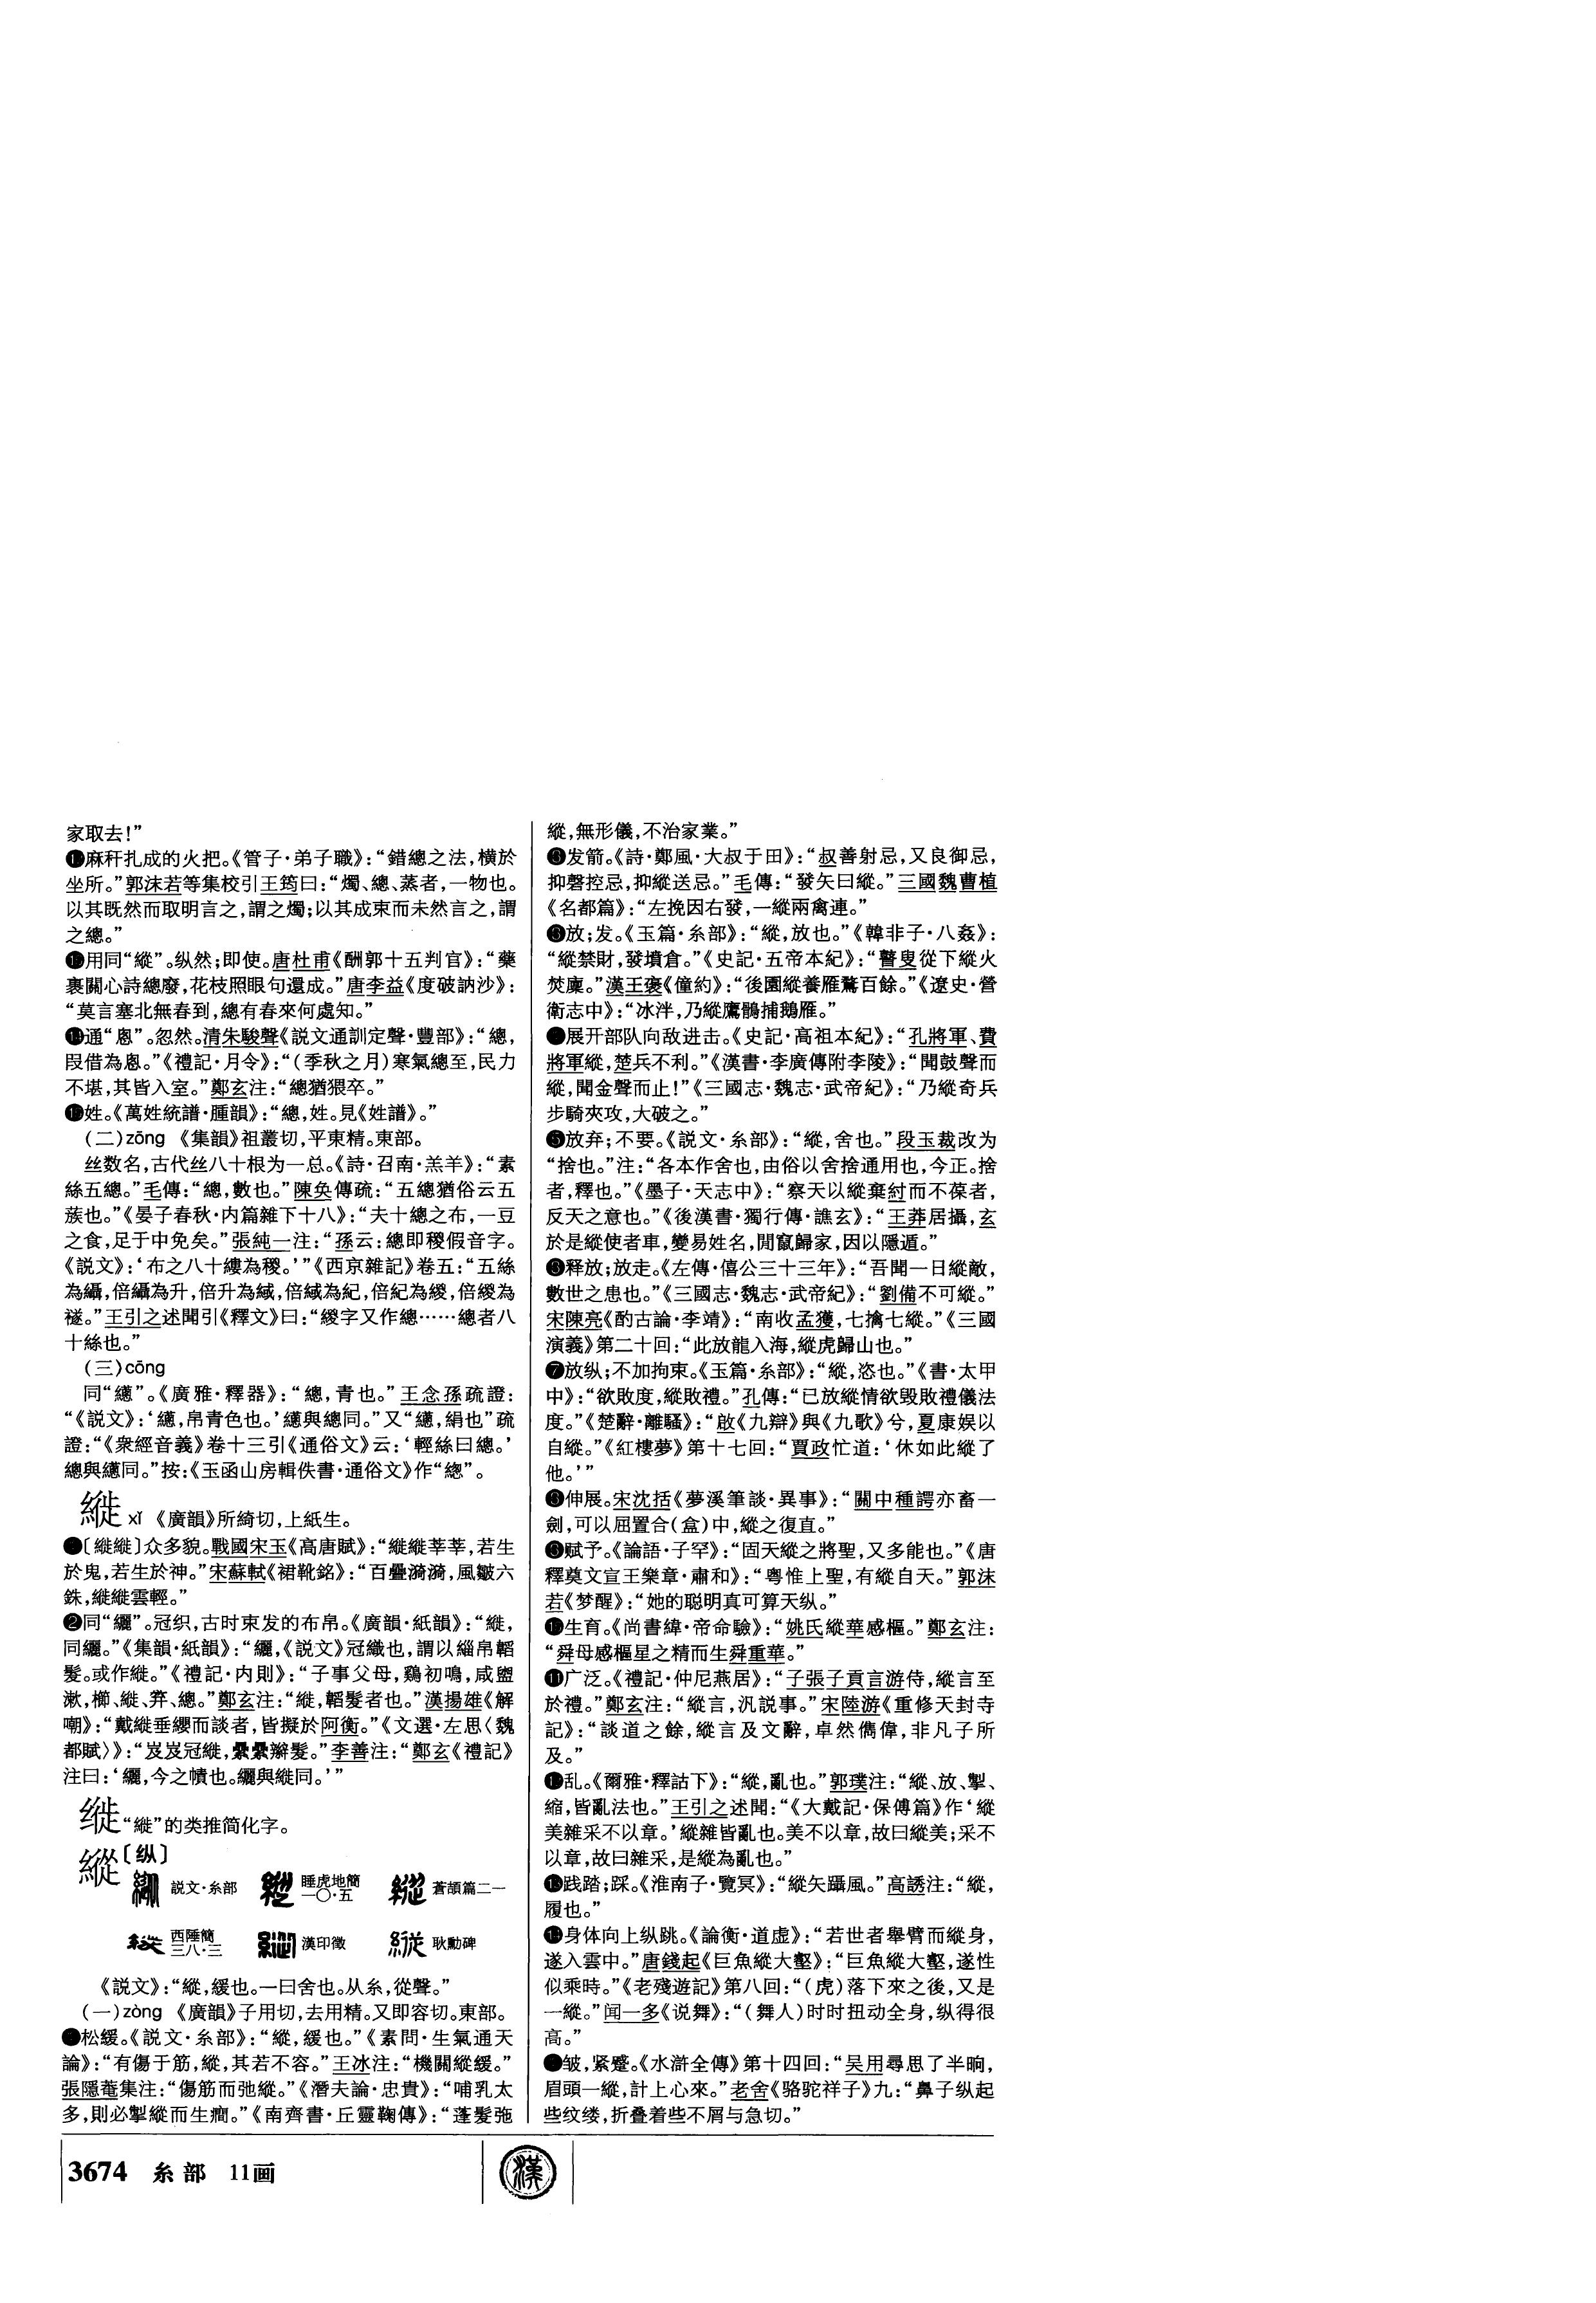 家取去!”
⓬麻秆扎成的火把。《管子·弟子職》:“錯總之法,横於
坐所。”郭沫若等集校引王筠曰:“燭、總、蒸者,一物也。
以其既然而取明言之,謂之燭;以其成束而未然言之,謂
之總。”
⓭用同“縱”。纵然;即使。唐杜甫《酬郭十五判官》:“藥
裹關心詩總廢,花枝照眼句還成。”唐李益《度破訥沙》:
“莫言塞北無春到,總有春來何處知。”
⓮通“悤”。忽然。清朱駿聲《説文通訓定聲·豐部》:“總,
叚借為悤。”《禮記·月令》:“(季秋之月)寒氣總至,民力
不堪,其皆入室。”鄭玄注:“總猶猥卒。”
⓯姓。《萬姓統譜·腫韻》:“總,姓。見《姓譜》。”
(二)zōng 《集韻》祖叢切,平東精。東部。
丝数名,古代丝八十根为一总。《詩·召南·羔羊》:“素
絲五總。”毛傳:“總,數也。”陳奂傳疏:“五總猶俗云五
蔟也。”《晏子春秋·内篇雜下十八》:“夫十總之布,一豆
之食,足于中免矣。”張純一注:“孫云:總即稯假音字。
《説文》:‘布之八十縷為稯。’”《西京雜記》卷五:“五絲
為䌰,倍䌰為升,倍升為緎,倍緎為紀,倍紀為緵,倍緵為
襚。”王引之述聞引《釋文》曰:“緵字又作總……總者八
十絲也。”
(三)cōng
同“繱”。《廣雅·釋器》:“總,青也。”王念孫疏證:
“《説文》:‘繱,帛青色也。’繱與總同。”又“繱,絹也”疏
證:“《衆經音義》卷十三引《通俗文》云:‘輕絲曰總。’
總與繱同。”按:《玉函山房輯佚書·通俗文》作“總”。
縰 xǐ 《廣韻》所綺切,上紙生。
❶〔縰縰〕众多貌。戰國宋玉《高唐賦》:“縰縰莘莘,若生
於鬼,若生於神。”宋蘇軾《裙靴銘》:“百疊漪漪,風皺六
銖,縰縰雲輕。”
❷同“纚”。冠织,古时束发的布帛。《廣韻·紙韻》:“縰,
同纚。”《集韻·紙韻》:“纚,《説文》冠織也,謂以緇帛韜
髮。或作縰。”《禮記·内則》:“子事父母,鷄初鳴,咸盥
漱,櫛、縰、筓、總。”鄭玄注:“縰,韜髮者也。”漢揚雄《解
嘲》:“戴縰垂纓而談者,皆擬於阿衡。”《文選·左思〈魏
都賦〉》:“岌岌冠縰,纍纍辮髮。”李善注:“鄭玄《禮記》
注曰:‘纚,今之幘也。纚與縰同。’”
“縰”的类推简化字。
縱〔纵〕
説文·糸部 睡虎地簡一〇·五 蒼頡篇二一
西陲簡三八·三 漢印徵 耿勳碑
《説文》:“縱,緩也。一曰舍也。从糸,從聲。”
(一)zòng 《廣韻》子用切,去用精。又即容切。東部。
❶松缓。《説文·糸部》:“縱,緩也。”《素問·生氣通天
論》:“有傷于筋,縱,其若不容。”王冰注:“機關縱緩。”
張隱菴集注:“傷筋而弛縱。”《潛夫論·忠貴》:“哺乳太
多,則必掣縱而生癇。”《南齊書·丘靈鞠傳》:“蓬髮弛
縱,無形儀,不治家業。”
❷发箭。《詩·鄭風·大叔于田》:“叔善射忌,又良御忌,
抑磬控忌,抑縱送忌。”毛傳:“發矢曰縱。”三國魏曹植
《名都篇》:“左挽因右發,一縱兩禽連。”
❸放;发。《玉篇·糸部》:“縱,放也。”《韓非子·八姦》:
“縱禁財,發墳倉。”《史記·五帝本紀》:“瞽叟從下縱火
焚廩。”漢王褒《僮約》:“後園縱養雁鶩百餘。”《遼史·營
衛志中》:“冰泮,乃縱鷹鶻捕鵝雁。”
❹展开部队向敌进击。《史記·高祖本紀》:“孔將軍、費
將軍縱,楚兵不利。”《漢書·李廣傳附李陵》:“聞鼓聲而
縱,聞金聲而止!”《三國志·魏志·武帝紀》:“乃縱奇兵
步騎夾攻,大破之。”
❺放弃;不要。《説文·糸部》:“縱,舍也。”段玉裁改为
“捨也。”注:“各本作舍也,由俗以舍捨通用也,今正。捨
者,釋也。”《墨子·天志中》:“察天以縱棄紂而不葆者,
反天之意也。”《後漢書·獨行傳·譙玄》:“王莽居攝,玄
於是縱使者車,變易姓名,閒竄歸家,因以隱遁。”
❻释放;放走。《左傳·僖公三十三年》:“吾聞一日縱敵,
數世之患也。”《三國志·魏志·武帝紀》:“劉備不可縱。”
宋陳亮《酌古論·李靖》:“南收孟獲,七擒七縱。”《三國
演義》第二十回:“此放龍入海,縱虎歸山也。”
❼放纵;不加拘束。《玉篇·糸部》:“縱,恣也。”《書·太甲
中》:“欲敗度,縱敗禮。”孔傳:“已放縱情欲毁敗禮儀法
度。”《楚辭·離騷》:“啟《九辯》與《九歌》兮,夏康娱以
自縱。”《紅樓夢》第十七回:“賈政忙道:‘休如此縱了
他。’”
❽伸展。宋沈括《夢溪筆談·異事》:“關中種諤亦畜一
劍,可以屈置合(盒)中,縱之復直。”
❾赋予。《論語·子罕》:“固天縱之將聖,又多能也。”《唐
釋奠文宣王樂章·肅和》:“粤惟上聖,有縱自天。”郭沫
若《梦醒》:“她的聪明真可算天纵。”
❿生育。《尚書緯·帝命驗》:“姚氏縱華感樞。”鄭玄注:
“舜母感樞星之精而生舜重華。”
⓫广泛。《禮記·仲尼燕居》:“子張子貢言游侍,縱言至
於禮。”鄭玄注:“縱言,汎説事。”宋陸游《重修天封寺
記》:“談道之餘,縱言及文辭,卓然儁偉,非凡子所
及。”
⓬乱。《爾雅·釋詁下》:“縱,亂也。”郭璞注:“縱、放、掣、
縮,皆亂法也。”王引之述聞:“《大戴記·保傅篇》作‘縱
美雜采不以章。’縱雜皆亂也。美不以章,故曰縱美;采不
以章,故曰雜采,是縱為亂也。”
⓭践踏;踩。《淮南子·覽冥》:“縱矢躡風。”高誘注:“縱,
履也。”
⓮身体向上纵跳。《論衡·道虚》:“若世者舉臂而縱身,
遂入雲中。”唐錢起《巨魚縱大壑》:“巨魚縱大壑,遂性
似乘時。”《老殘遊記》第八回:“(虎)落下來之後,又是
一縱。”闻一多《说舞》:“(舞人)时时扭动全身,纵得很
高。”
⓯皱,紧蹙。《水滸全傳》第十四回:“吴用尋思了半晌,
眉頭一縱,計上心來。”老舍《骆驼祥子》九:“鼻子纵起
些纹缕,折叠着些不屑与急切。”
3674 糸部 11画
漢